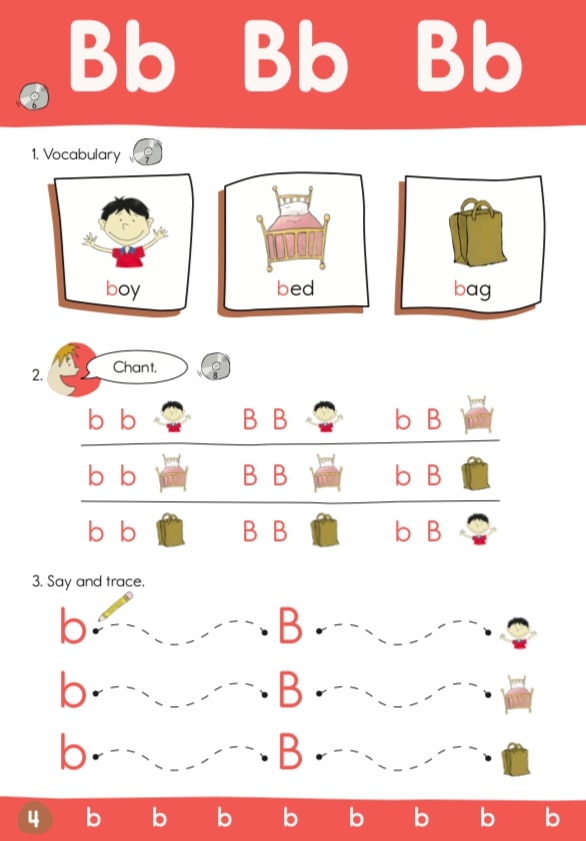 Bb Bb Bb
6
1. Vocabulary 7
boy bed bag
2. Chant. 8
b b B B b B
b b B B b B
b b B B b B
3. Say and trace.
b B
b B
b B
4 b b b b b b b b